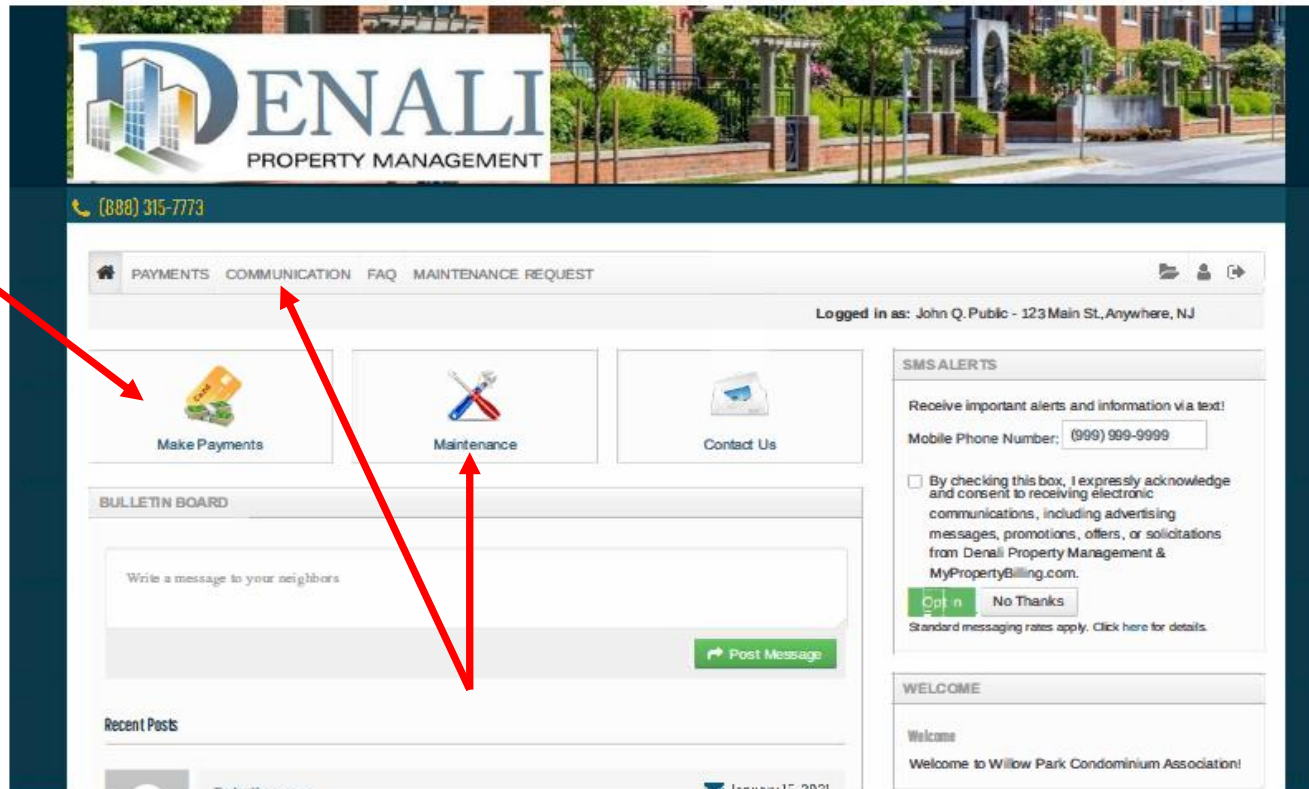 DENALI
PROPERTY MANAGEMENT
(888) 315-7773
PAYMENTS COMMUNICATION FAQ MAINTENANCE REQUEST
Logged in as: John Q. Public - 123 Main St., Anywhere, NJ
Card
Make Payments
Maintenance
Contact Us
SMS ALERTS
Receive important alerts and information via text!
Mobile Phone Number: (999) 999-9999
By checking this box, I expressly acknowledge
and consent to receiving electronic
communications, including advertising
messages, promotions, offers, or solicitations
from Denali Property Management &
MyPropertyBilling.com.
Opt n No Thanks
Standard messaging rates apply. Click here for details.
BULLETIN BOARD
Write a message to your neighbors
Post Message
Recent Posts
WELCOME
Welcome
Welcome to Willow Park Condominium Association!
January 15, 2021